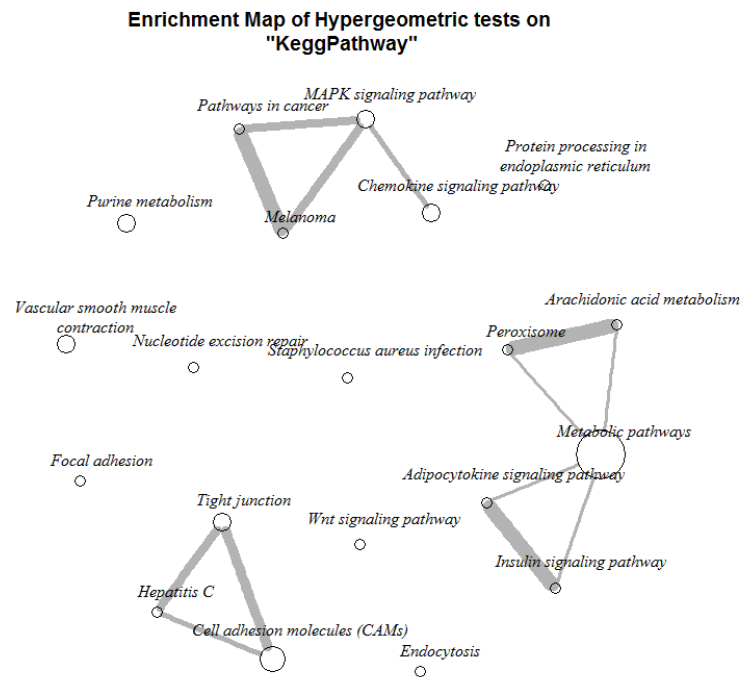 Enrichment Map of Hypergeometric tests on
"KeggPathway"
MAPK signaling pathway
Pathways in cancer
Protein processing in
endoplasmic reticulum
Chemokine signaling pathway
Purine metabolism
Melanoma
Arachidonic acid metabolism
Vascular smooth muscle
contraction
Peroxisome
Nucleotide excision repair
Staphylococcus aureus infection
Metabolic pathways
Focal adhesion
Adipocytokine signaling pathway
Tight junction
Wnt signaling pathway
Insulin signaling pathway
Hepatitis C
Cell adhesion molecules (CAMs)
Endocytosis